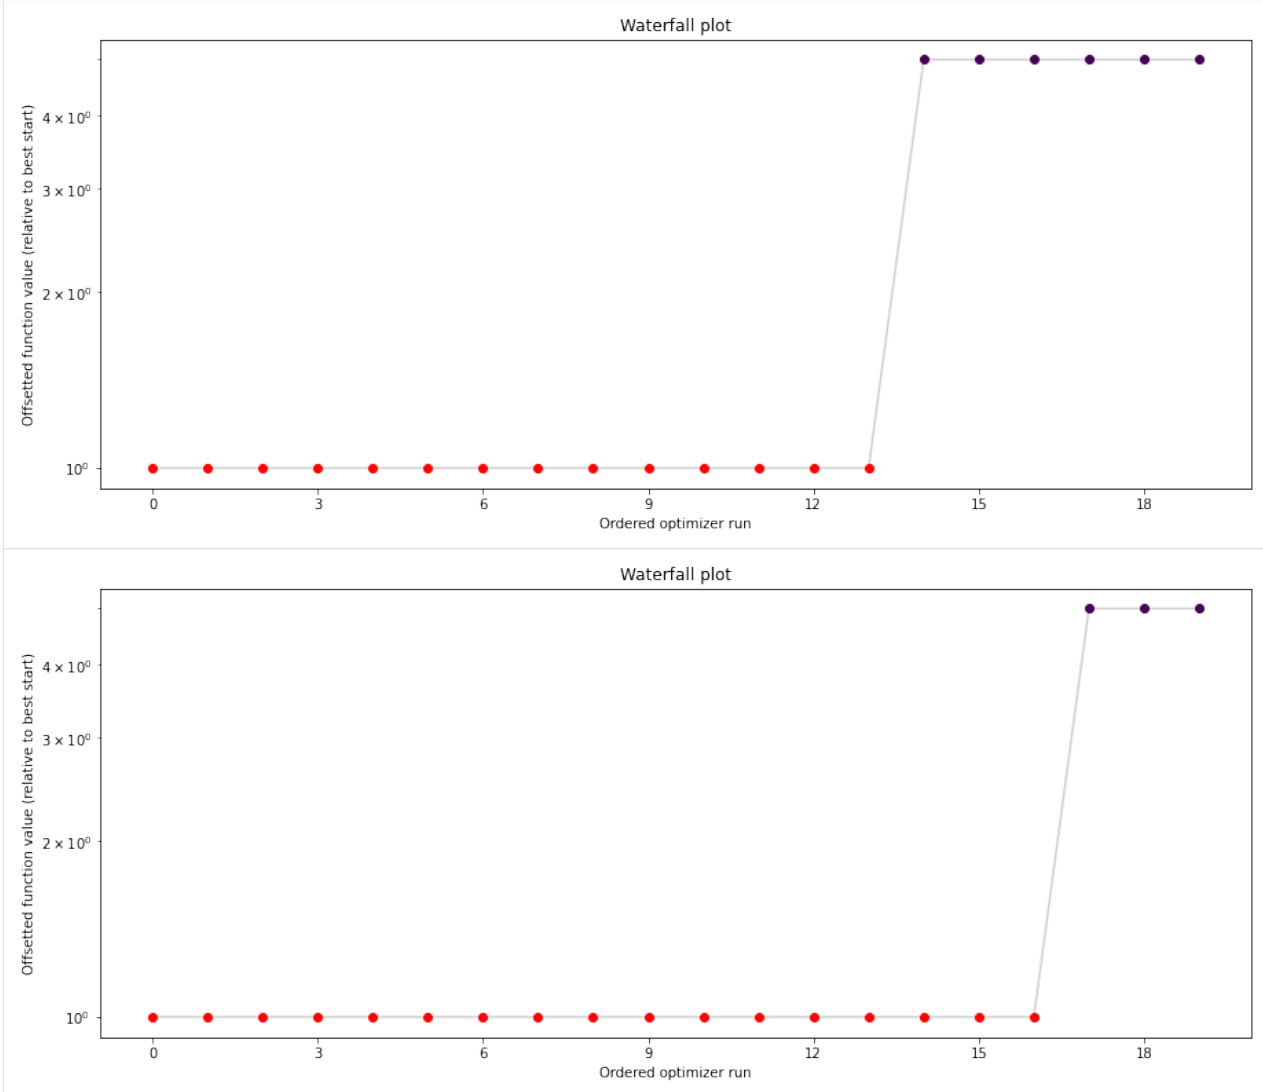 Waterfall plot
Offsetted function value (relative to best start)
4 × 10⁰
3 × 10⁰
2 × 10⁰
10⁰
0 3 6 9 12 15 18
Ordered optimizer run
Waterfall plot
Offsetted function value (relative to best start)
4 × 10⁰
3 × 10⁰
2 × 10⁰
10⁰
0 3 6 9 12 15 18
Ordered optimizer run